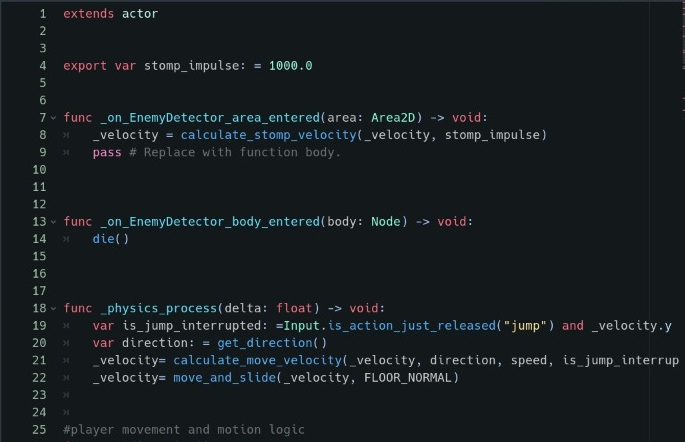 1 extends actor
2
3
4 export var stomp_impulse: = 1000.0
5
6
7 func _on_EnemyDetector_area_entered(area: Area2D) -> void:
8 _velocity = calculate_stomp_velocity(_velocity, stomp_impulse)
9 pass # Replace with function body.
10
11
12
13 func _on_EnemyDetector_body_entered(body: Node) -> void:
14 die()
15
16
17
18 func _physics_process(delta: float) -> void:
19 var is_jump_interrupted: =Input.is_action_just_released("jump") and _velocity.y
20 var direction: = get_direction()
21 _velocity= calculate_move_velocity(_velocity, direction, speed, is_jump_interrup
22 _velocity= move_and_slide(_velocity, FLOOR_NORMAL)
23
24
25 #player movement and motion logic